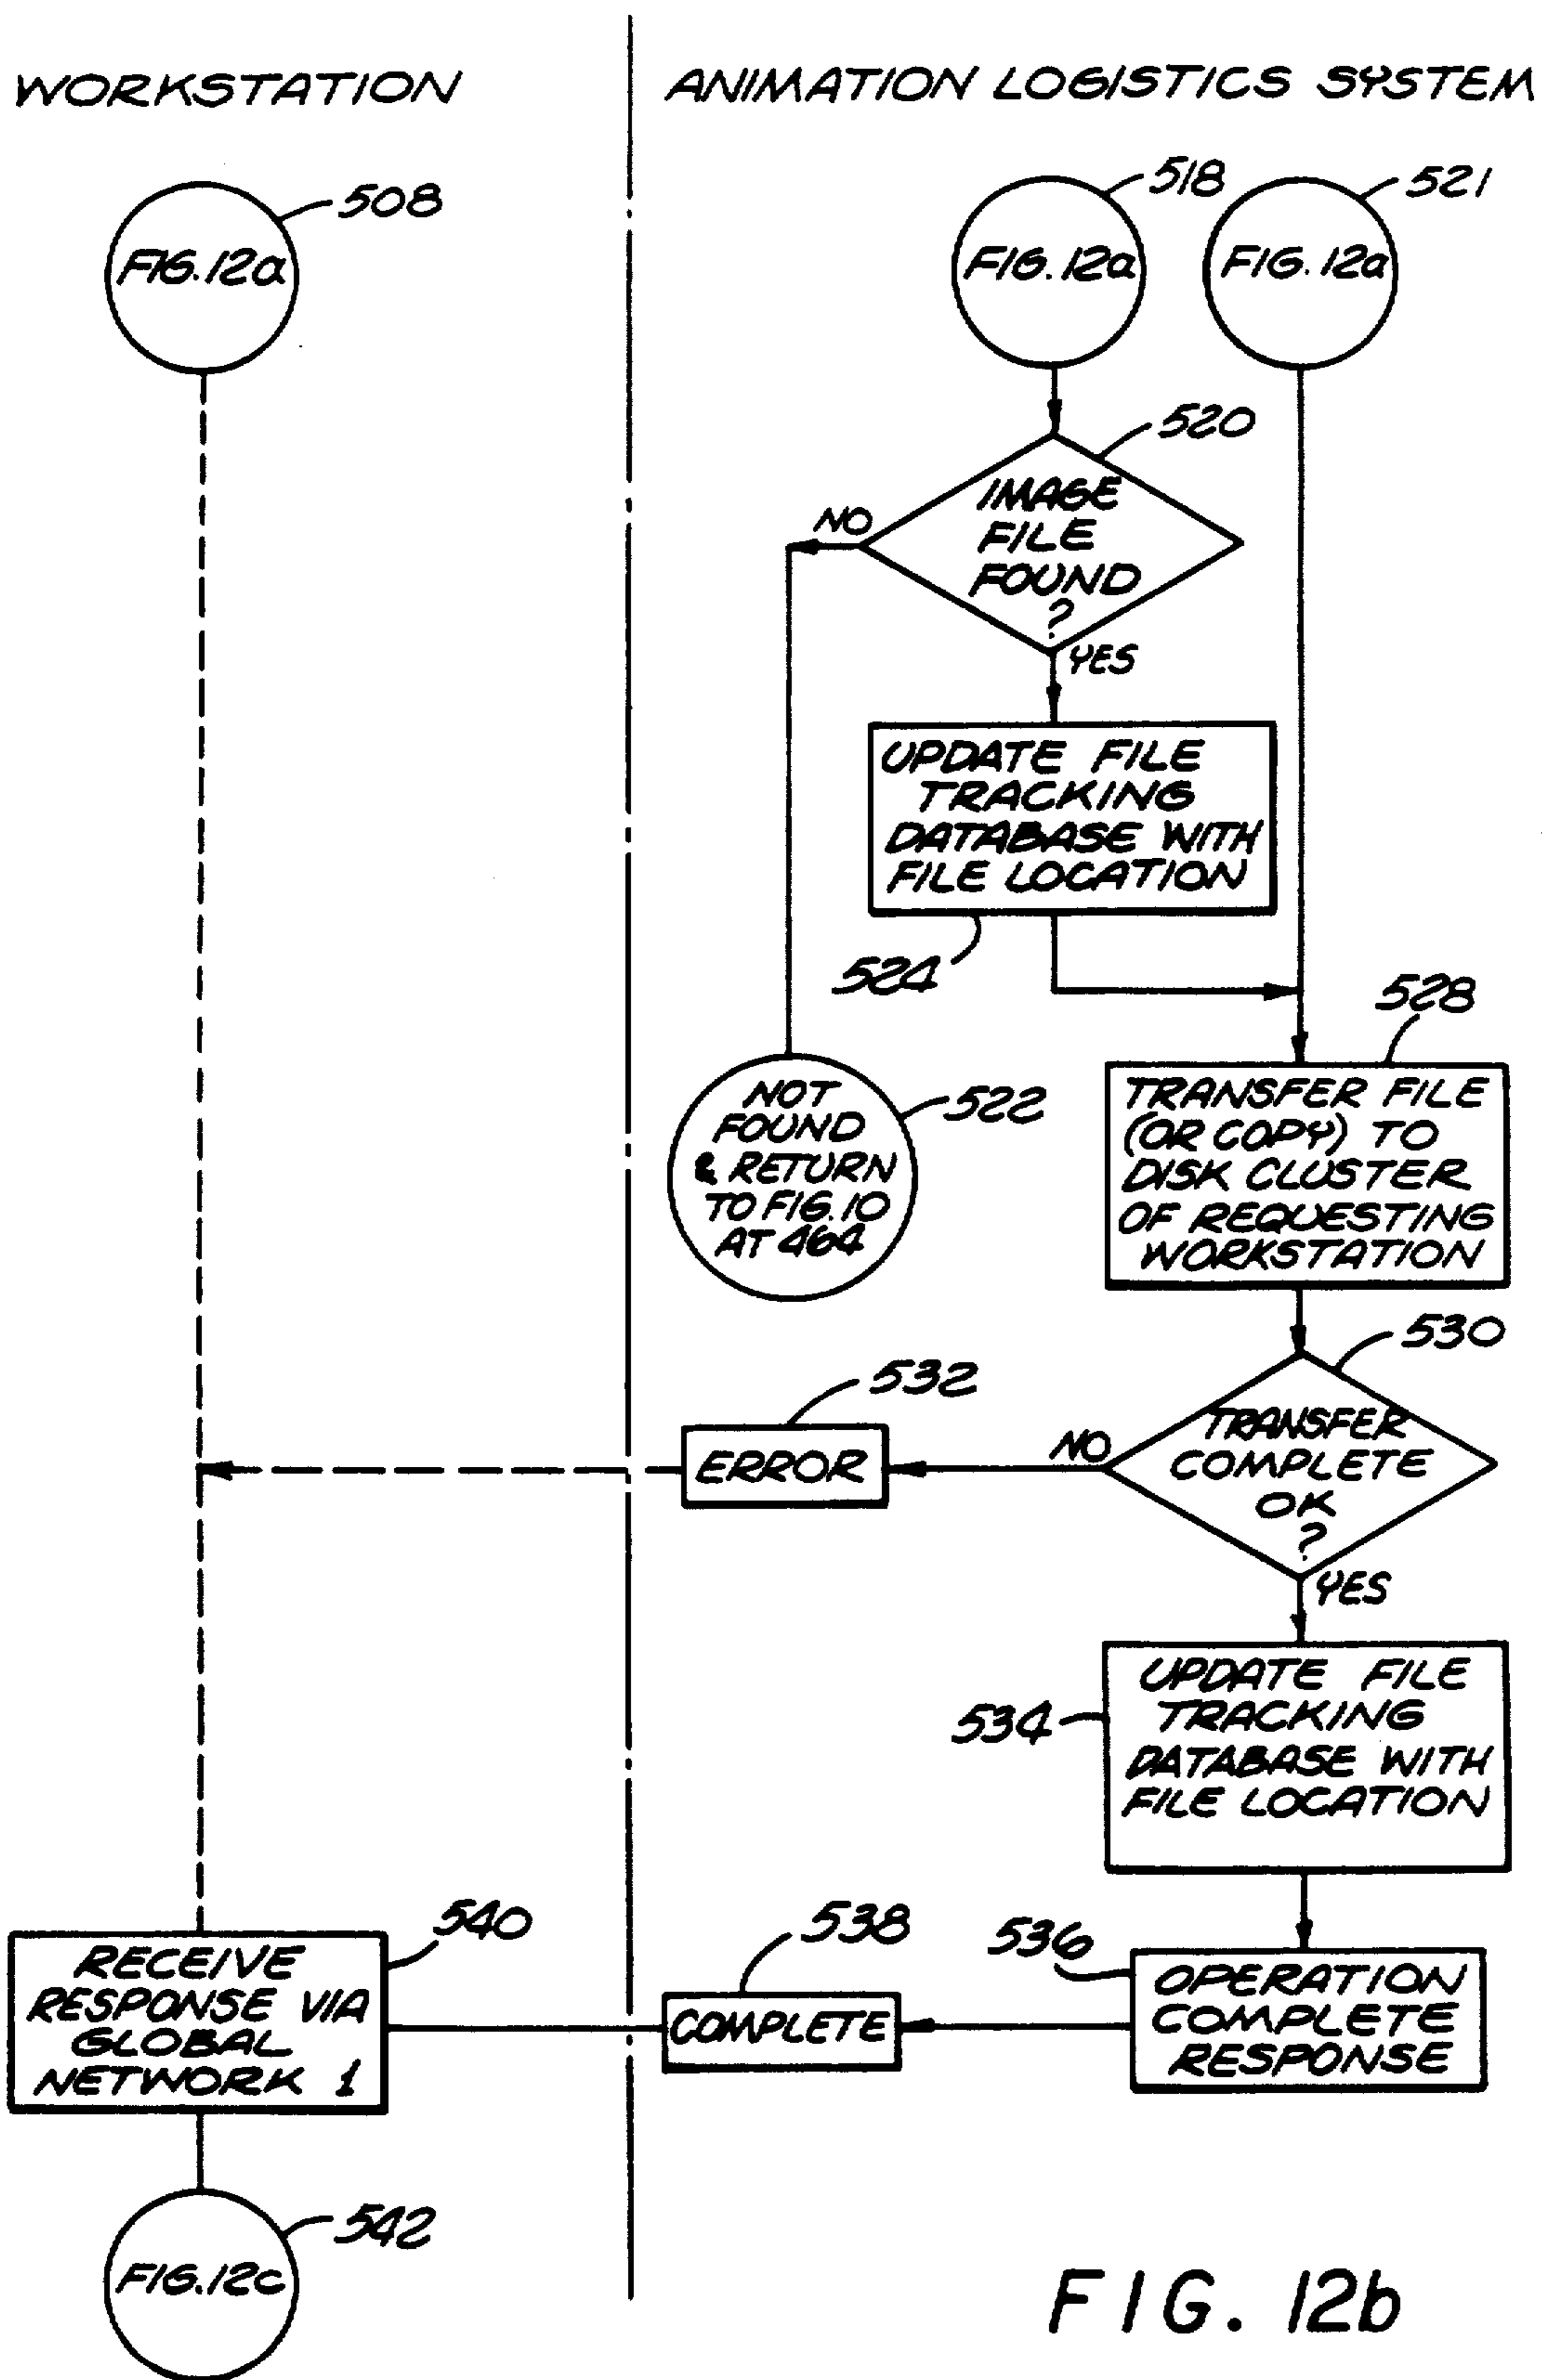 WORKSTATION
ANIMATION LOGISTICS SYSTEM
508
FIG.12a
518
FIG. 12a
521
FIG. 12a
520
IMAGE
FILE
FOUND
?
NO
YES
UPDATE FILE
TRACKING
DATABASE WITH
FILE LOCATION
524
NOT
FOUND
& RETURN
TO FIG.10
AT 464
522
528
TRANSFER FILE
(OR COPY) TO
DISK CLUSTER
OF REQUESTING
WORKSTATION
530
TRANSFER
COMPLETE
OK
?
NO
YES
532
ERROR
534
UPDATE FILE
TRACKING
DATABASE WITH
FILE LOCATION
536
OPERATION
COMPLETE
RESPONSE
538
COMPLETE
540
RECEIVE
RESPONSE VIA
GLOBAL
NETWORK 1
542
FIG.12c
FIG. 12b